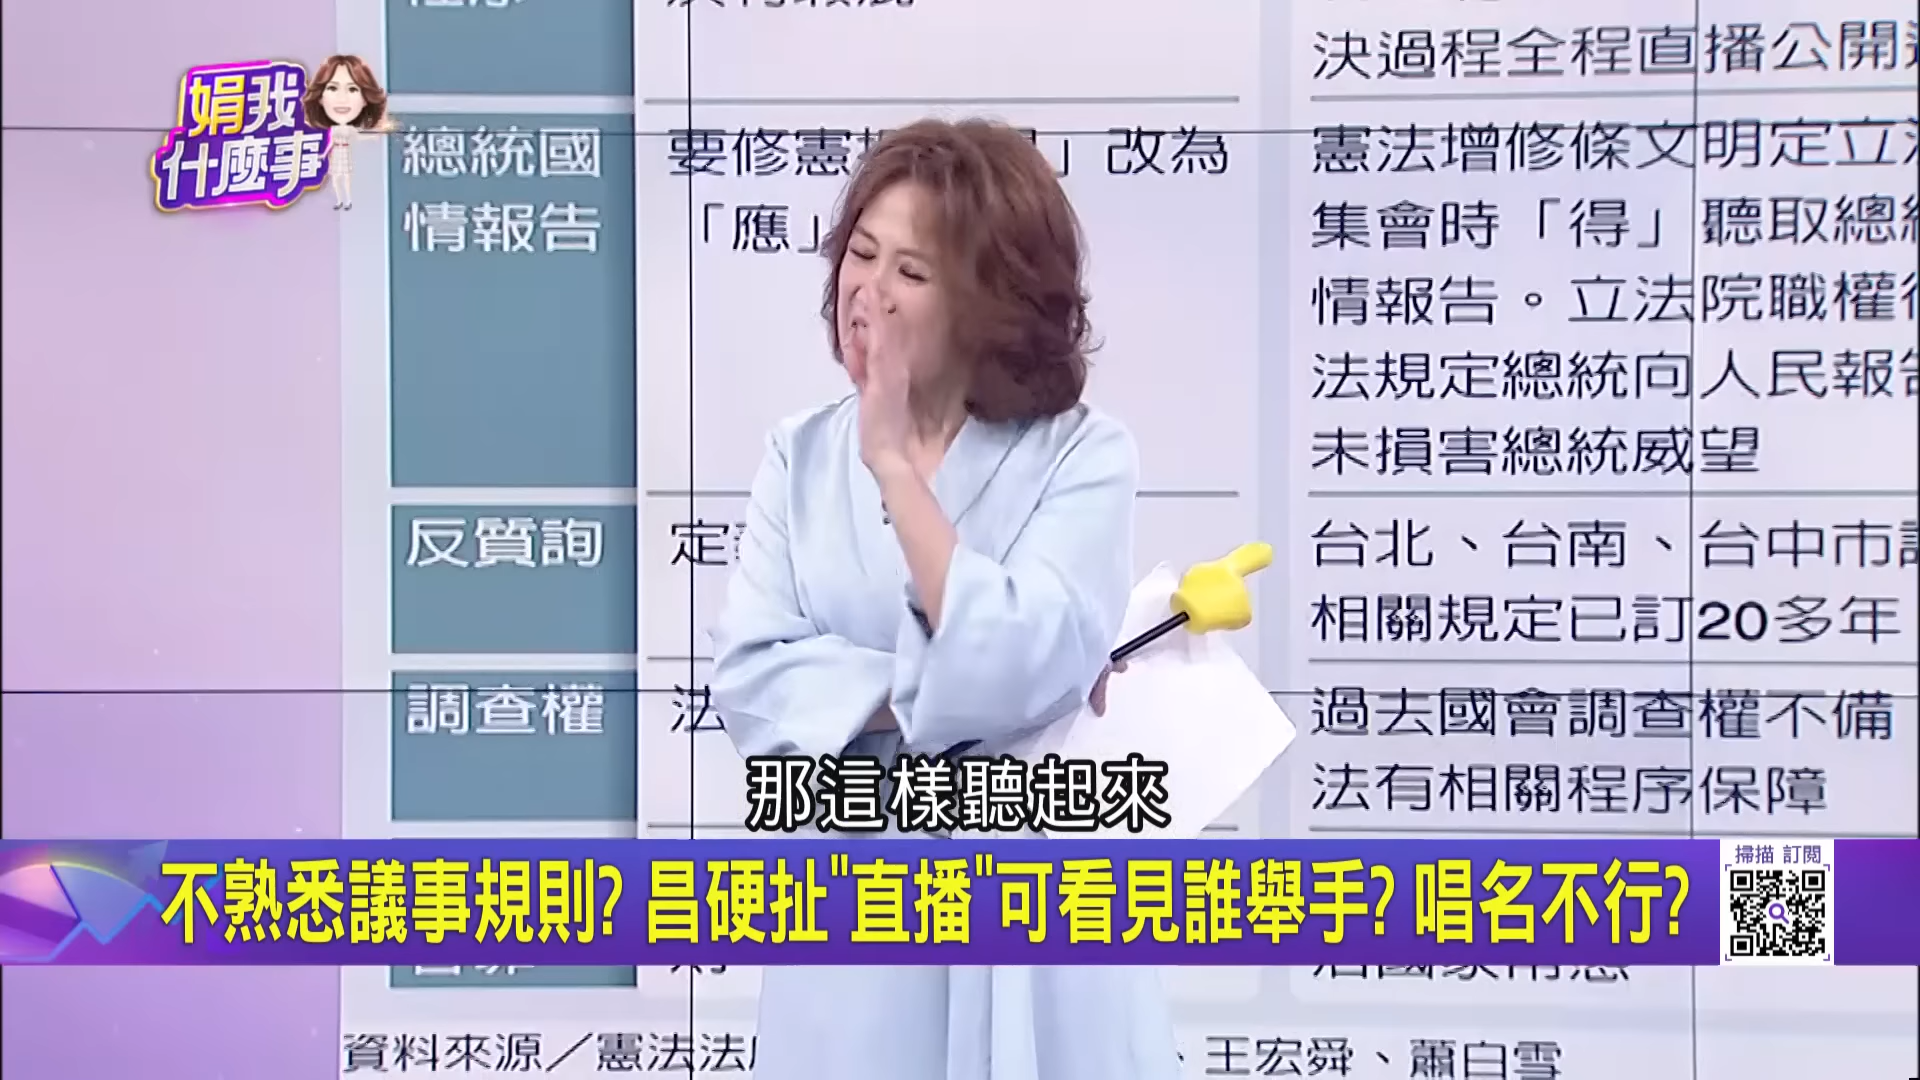 娟我
什麼事
決過程全程直播公開
總統國
情報告
要修憲
」改為
「應」
憲法增修條文明定立法
集會時「得」聽取總統
情報告。立法院職權
法規定總統向人民報告
未損害總統威望
反質詢
定
台北、台南、台中市
相關規定已訂20多年
調查權
法
過去國會調查權不備
法有相關程序保障
那這樣聽起來
不熟悉議事規則? 昌硬扯"直播"可看見誰舉手? 唱名不行?
掃描 訂閱
資料來源／憲法法
王宏舜、蕭白雪